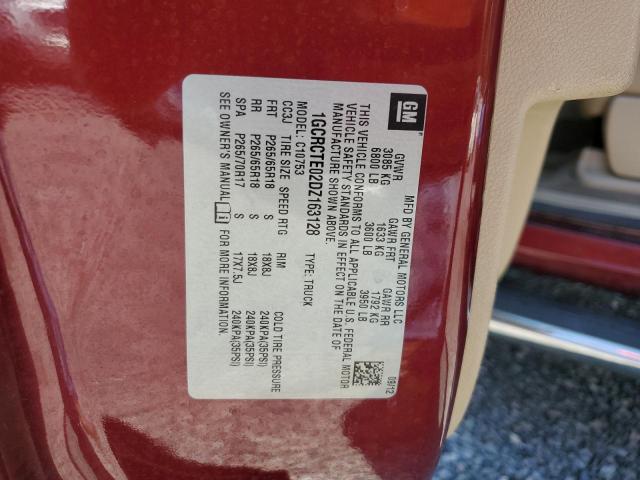 GM
MFD BY GENERAL MOTORS LLC
09/12
GVWR GAWR FRT GAWR RR
3085 KG 1633 KG 1792 KG
6800 LB 3600 LB 3950 LB
THIS VEHICLE CONFORMS TO ALL APPLICABLE U.S. FEDERAL MOTOR
VEHICLE SAFETY STANDARDS IN EFFECT ON THE DATE OF
MANUFACTURE SHOWN ABOVE.
1GCRCTE02DZ163128 TYPE: TRUCK
MODEL: C10753
CC3J TIRE SIZE SPEED RTG RIM COLD TIRE PRESSURE
FRT P265/65R18 S 18X8J 240KPA(35PSI)
RR P265/65R18 S 18X8J 240KPA(35PSI)
SPA P265/70R17 S 17X7.5J 240KPA(35PSI)
SEE OWNER'S MANUAL FOR MORE INFORMATION.